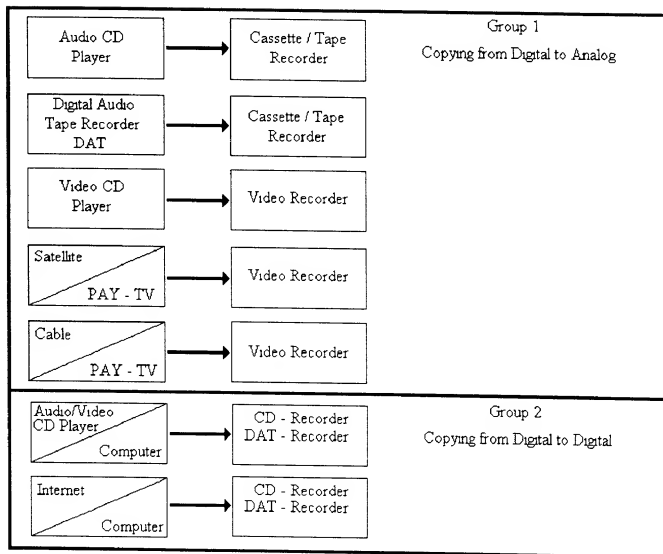 Group 1
Copying from Digital to Analog
Audio CD
Player
Cassette / Tape
Recorder
Digital Audio
Tape Recorder
DAT
Cassette / Tape
Recorder
Video CD
Player
Video Recorder
Satellite
PAY - TV
Video Recorder
Cable
PAY - TV
Video Recorder
Group 2
Copying from Digital to Digital
Audio/Video
CD Player
Computer
CD - Recorder
DAT - Recorder
Internet
Computer
CD - Recorder
DAT - Recorder